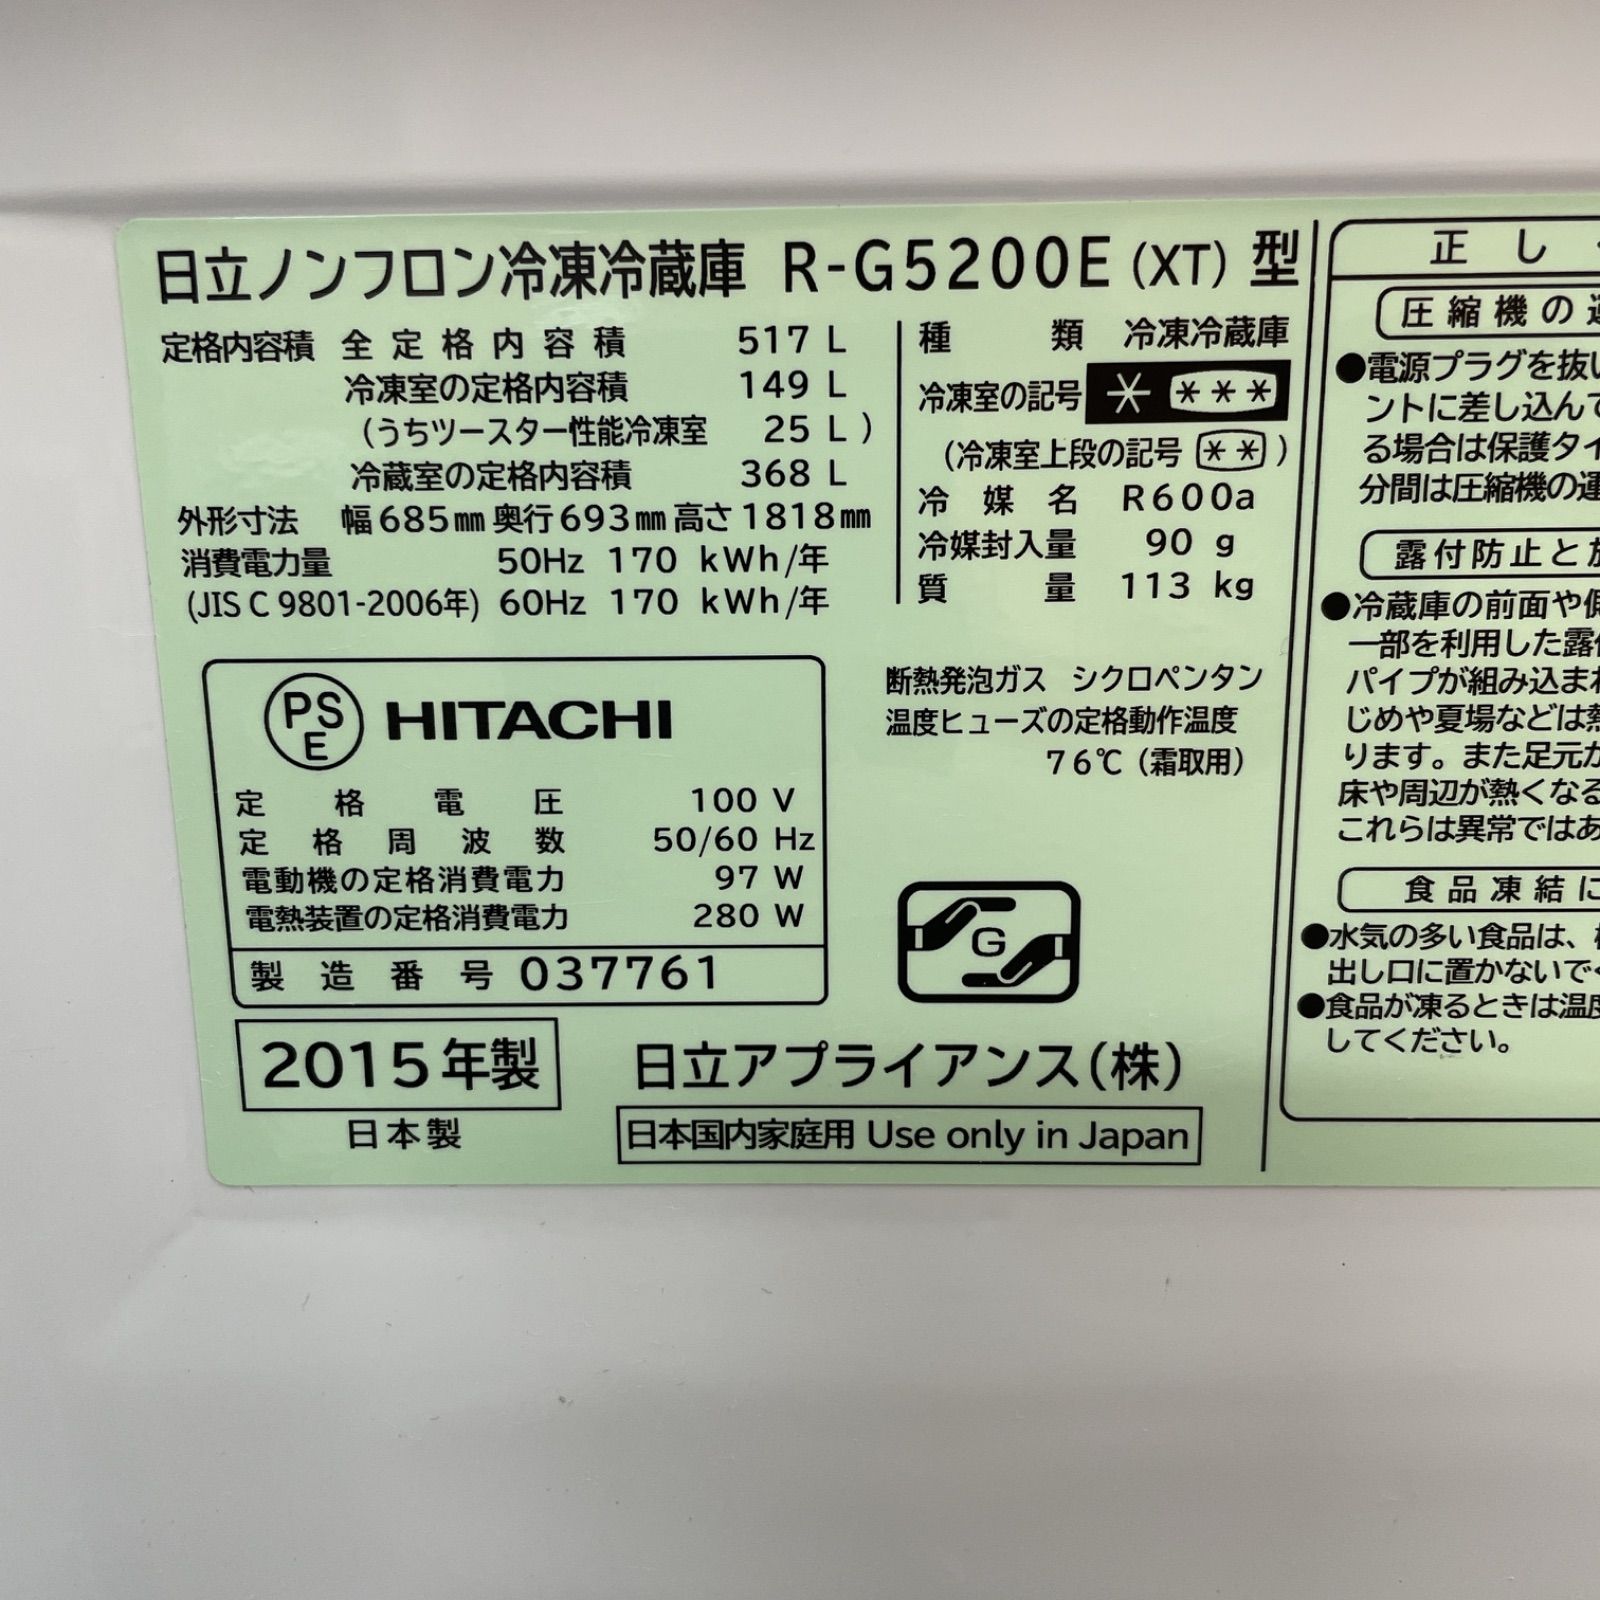 日立ノンフロン冷凍冷蔵庫 R-G5200E (XT) 型
定格内容積 全定格内容積 517 L
冷凍室の定格内容積 149 L
(うちツースター性能冷凍室 25 L)
冷蔵室の定格内容積 368 L
外形寸法 幅685mm奥行693mm高さ1818mm
消費電力量 50Hz 170 kWh/年
(JIS C 9801-2006年) 60Hz 170 kWh/年
種類 冷凍冷蔵庫
冷凍室の記号 * ***
(冷凍室上段の記号 **)
冷媒名 R600a
冷媒封入量 90 g
質量 113 kg
断熱発泡ガス シクロペンタン
温度ヒューズの定格動作温度
76℃(霜取用)
PS
E
HITACHI
定格電圧 100 V
定格周波数 50/60 Hz
電動機の定格消費電力 97 W
電熱装置の定格消費電力 280 W
製造番号 037761
G
2015年製
日本製
日立アプライアンス(株)
日本国内家庭用 Use only in Japan
正し
圧縮機の
●電源プラグを抜い
ントに差し込んで
る場合は保護タイ
分間は圧縮機の運
露付防止と
●冷蔵庫の前面や側
一部を利用した露付
パイプが組み込まれ
じめや夏場などは熱
ります。また足元が
床や周辺が熱くなる
これらは異常ではあ
食品凍結に
●水気の多い食品は、
出し口に置かないで
●食品が凍るときは温度
してください。